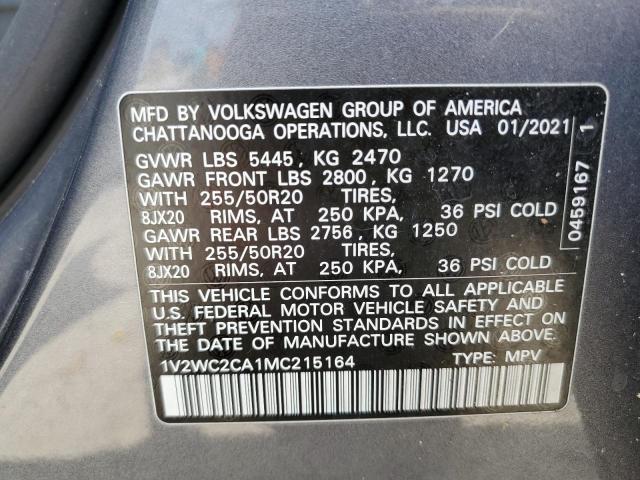 MFD BY VOLKSWAGEN GROUP OF AMERICA
CHATTANOOGA OPERATIONS, LLC. USA 01/2021
GVWR LBS 5445, KG 2470
GAWR FRONT LBS 2800, KG 1270
WITH 255/50R20 TIRES,
8JX20 RIMS, AT 250 KPA, 36 PSI COLD
GAWR REAR LBS 2756, KG 1250
WITH 255/50R20 TIRES,
8JX20 RIMS, AT 250 KPA, 36 PSI COLD
THIS VEHICLE CONFORMS TO ALL APPLICABLE
U.S. FEDERAL MOTOR VEHICLE SAFETY AND
THEFT PREVENTION STANDARDS IN EFFECT ON
THE DATE OF MANUFACTURE SHOWN ABOVE.
1V2WC2CA1MC215164 TYPE: MPV
0459167 1